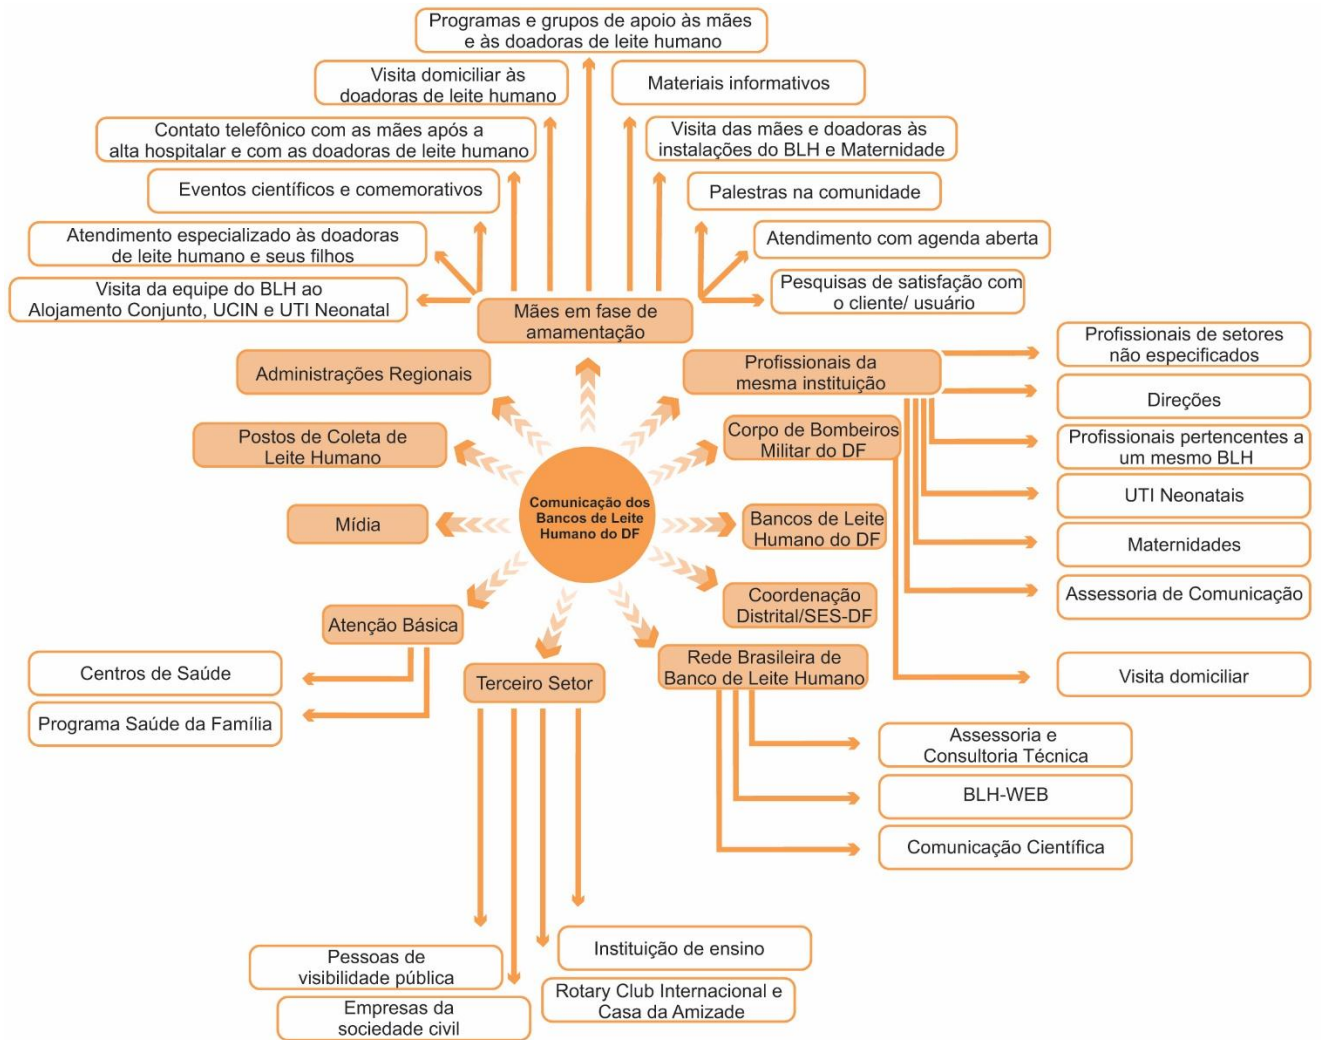 Programas e grupos de apoio às mães
e às doadoras de leite humano
Visita domiciliar às
doadoras de leite humano
Materiais informativos
Contato telefônico com as mães após a
alta hospitalar e com as doadoras de leite humano
Visita das mães e doadoras às
instalações do BLH e Maternidade
Eventos científicos e comemorativos
Palestras na comunidade
Atendimento especializado às doadoras
de leite humano e seus filhos
Atendimento com agenda aberta
Visita da equipe do BLH ao
Alojamento Conjunto, UCIN e UTI Neonatal
Pesquisas de satisfação com
o cliente/ usuário
Mães em fase de
amamentação
Profissionais de setores
não especificados
Administrações Regionais
Profissionais da
mesma instituição
Direções
Postos de Coleta de
Leite Humano
Corpo de Bombeiros
Militar do DF
Profissionais pertencentes a
um mesmo BLH
UTI Neonatais
Comunicação dos
Bancos de Leite
Humano do DF
Mídia
Bancos de Leite
Humano do DF
Maternidades
Coordenação
Distrital/SES-DF
Assessoria de Comunicação
Atenção Básica
Centros de Saúde
Terceiro Setor
Rede Brasileira de
Banco de Leite Humano
Visita domiciliar
Programa Saúde da Família
Assessoria e
Consultoria Técnica
BLH-WEB
Comunicação Científica
Pessoas de
visibilidade pública
Instituição de ensino
Empresas da
sociedade civil
Rotary Club Internacional e
Casa da Amizade